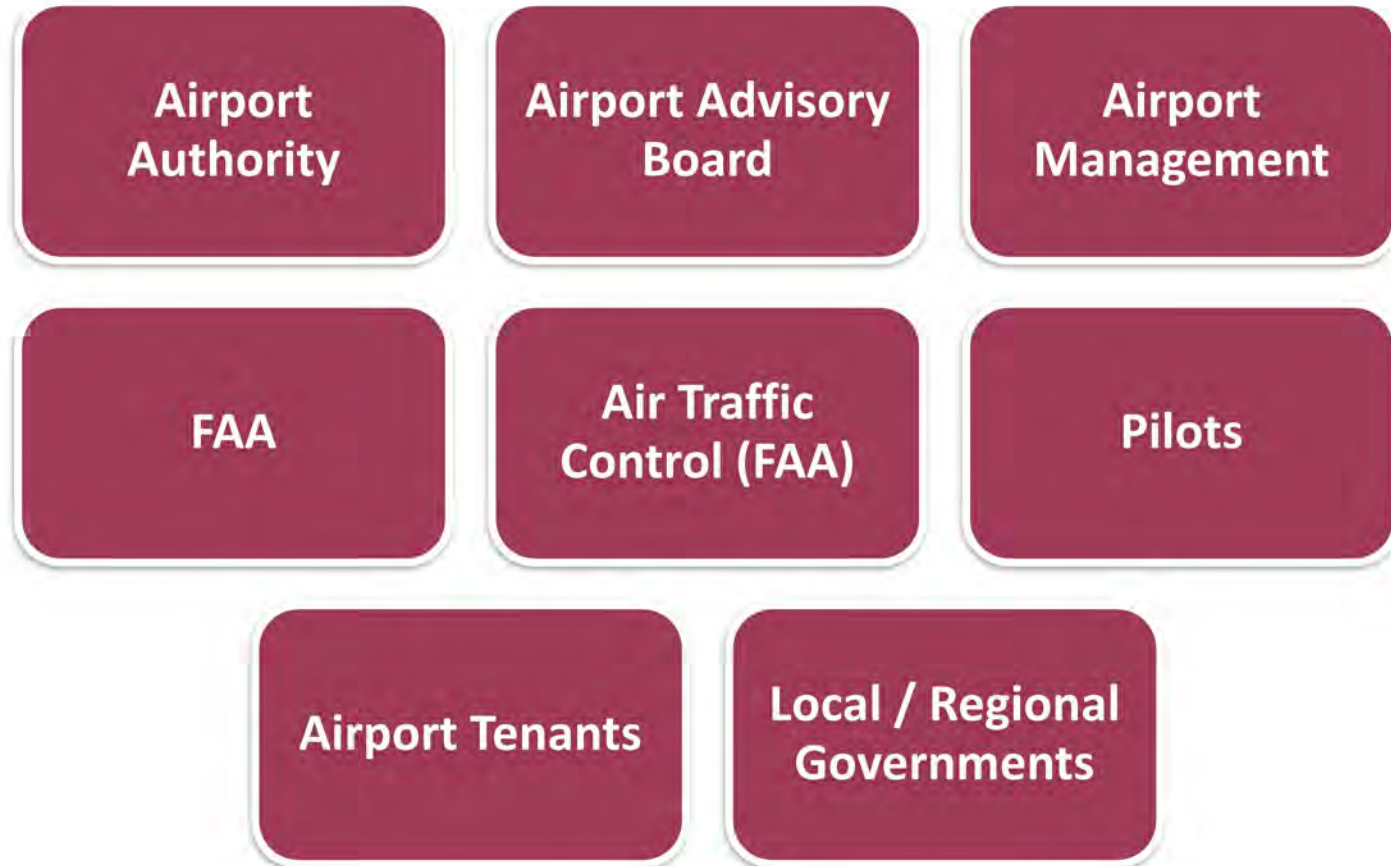 Airport
Authority
Airport Advisory
Board
Airport
Management
FAA
Air Traffic
Control (FAA)
Pilots
Airport Tenants
Local / Regional
Governments